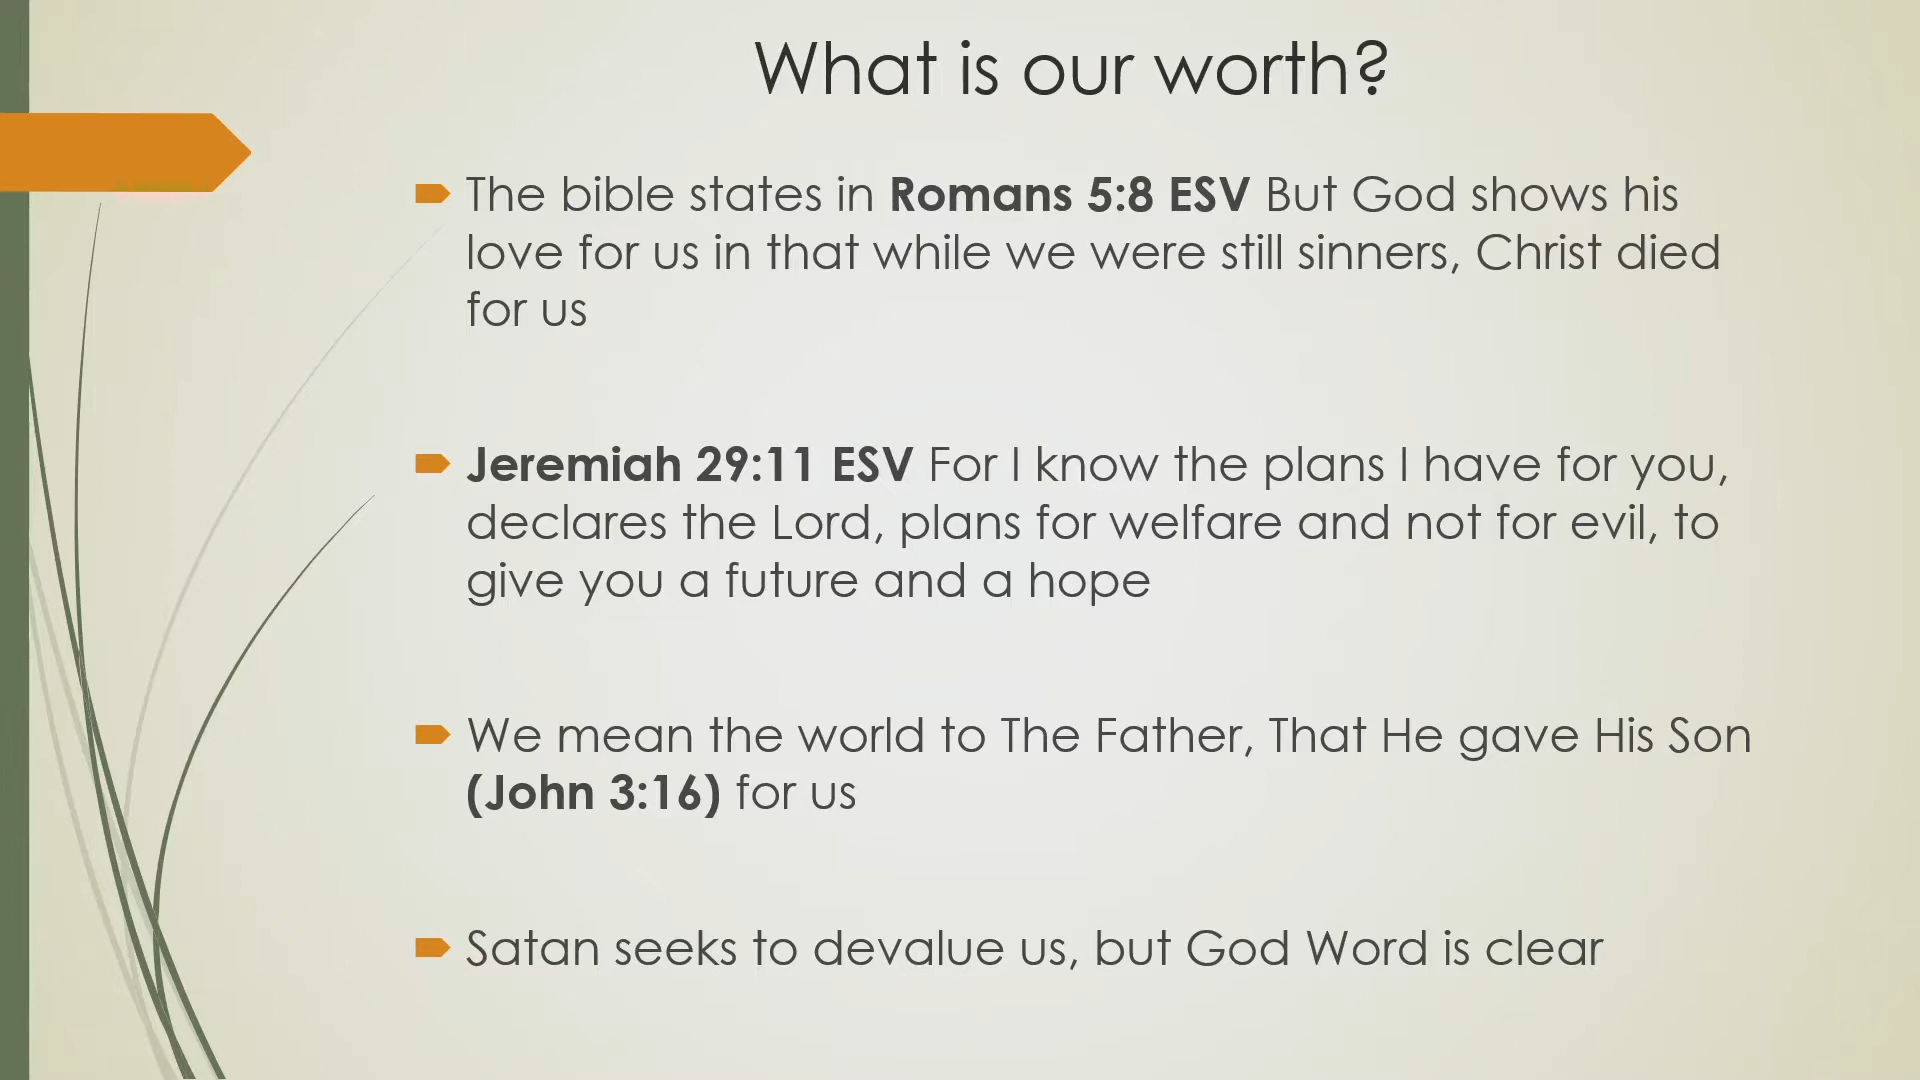 What is our worth?
The bible states in Romans 5:8 ESV But God shows his
love for us in that while we were still sinners, Christ died
for us
Jeremiah 29:11 ESV For I know the plans I have for you,
declares the Lord, plans for welfare and not for evil, to
give you a future and a hope
We mean the world to The Father, That He gave His Son
(John 3:16) for us
Satan seeks to devalue us, but God Word is clear